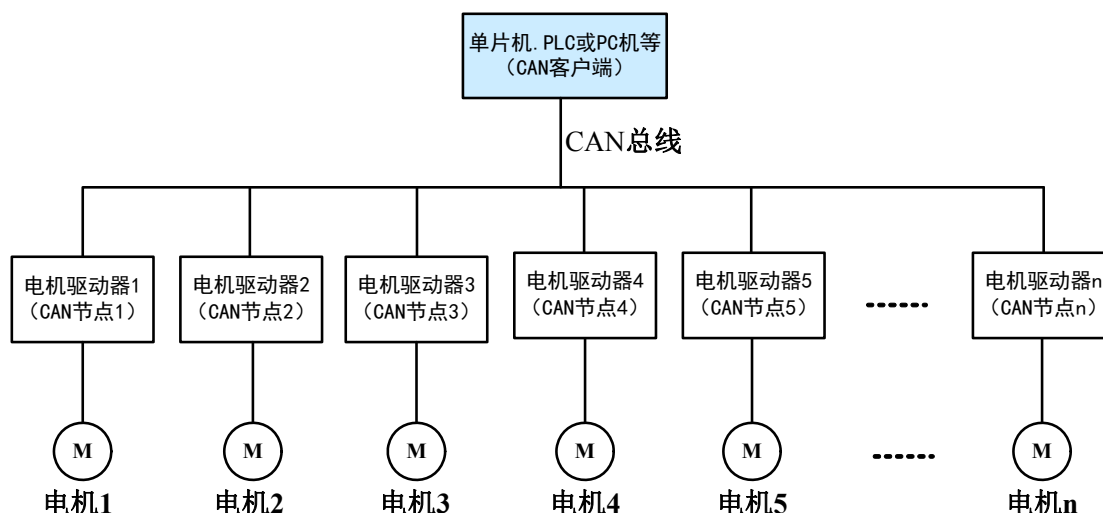 单片机.PLC或PC机等
（CAN客户端）
CAN总线
电机驱动器1
（CAN节点1）
电机驱动器2
（CAN节点2）
电机驱动器3
（CAN节点3）
电机驱动器4
（CAN节点4）
电机驱动器5
（CAN节点5）
电机驱动器n
（CAN节点n）
M
M
M
M
M
M
电机1
电机2
电机3
电机4
电机5
电机n